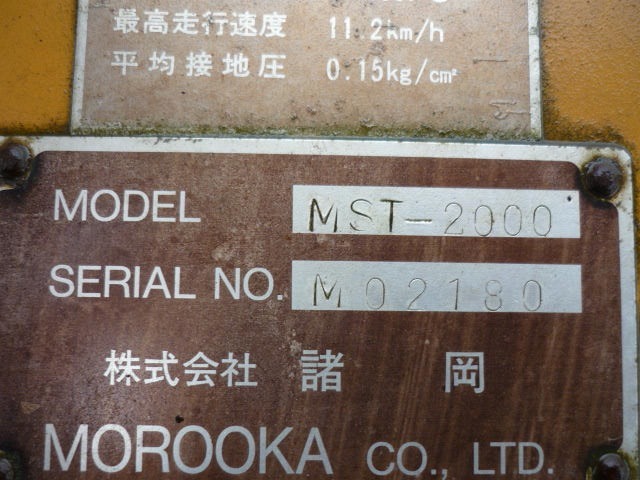 最高走行速度 11.2km/h
平均接地圧 0.15kg/cm²
MODEL MST-2000
SERIAL NO. M02180
株式会社 諸岡
MOROOKA CO., LTD.